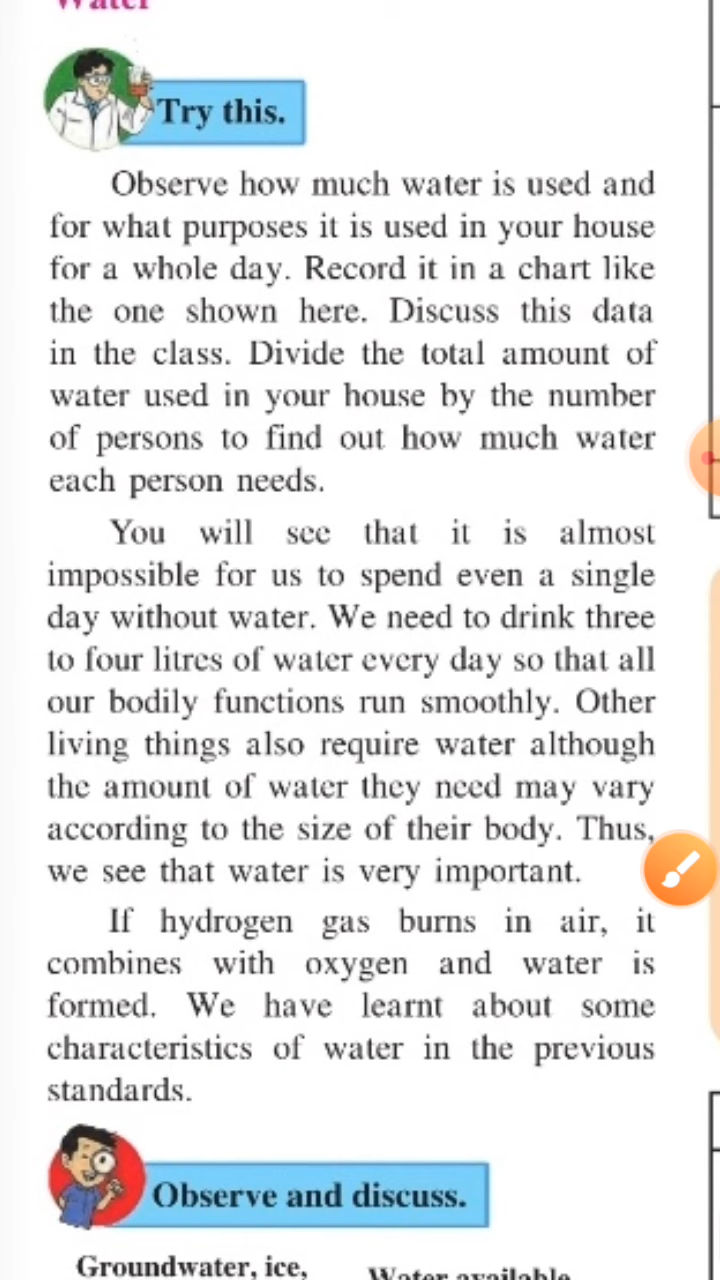 Water
Try this.
Observe how much water is used and
for what purposes it is used in your house
for a whole day. Record it in a chart like
the one shown here. Discuss this data
in the class. Divide the total amount of
water used in your house by the number
of persons to find out how much water
each person needs.
You will see that it is almost
impossible for us to spend even a single
day without water. We need to drink three
to four litres of water every day so that all
our bodily functions run smoothly. Other
living things also require water although
the amount of water they need may vary
according to the size of their body. Thus,
we see that water is very important.
If hydrogen gas burns in air, it
combines with oxygen and water is
formed. We have learnt about some
characteristics of water in the previous
standards.
Observe and discuss.
Groundwater, ice,
Water available